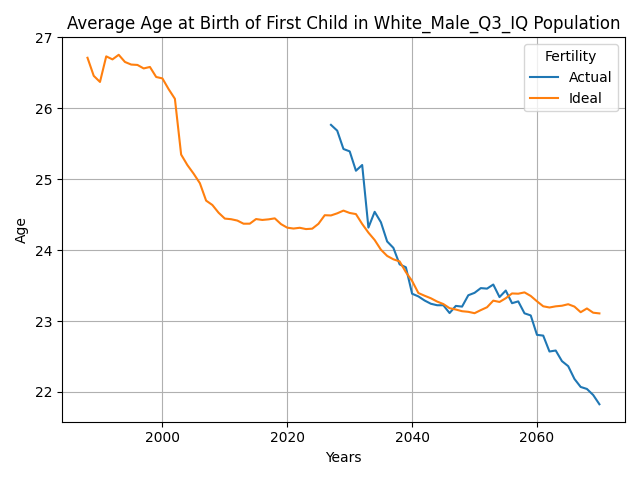 Average Age at Birth of First Child in White_Male_Q3_IQ Population
27
26
25
24
23
22
Age
2000
2020
2040
2060
Years
Fertility
Actual
Ideal